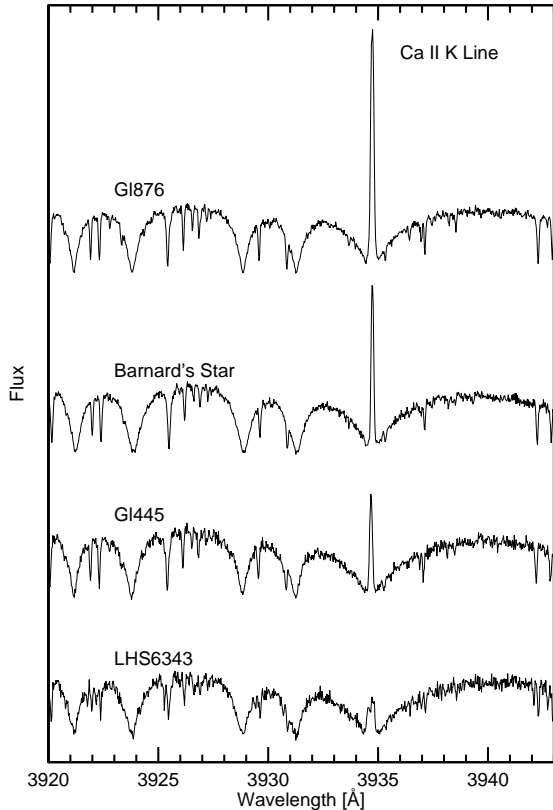 Ca II K Line
Gl876
Barnard's Star
Gl445
LHS6343
Flux
3920 3925 3930 3935 3940
Wavelength [Å]